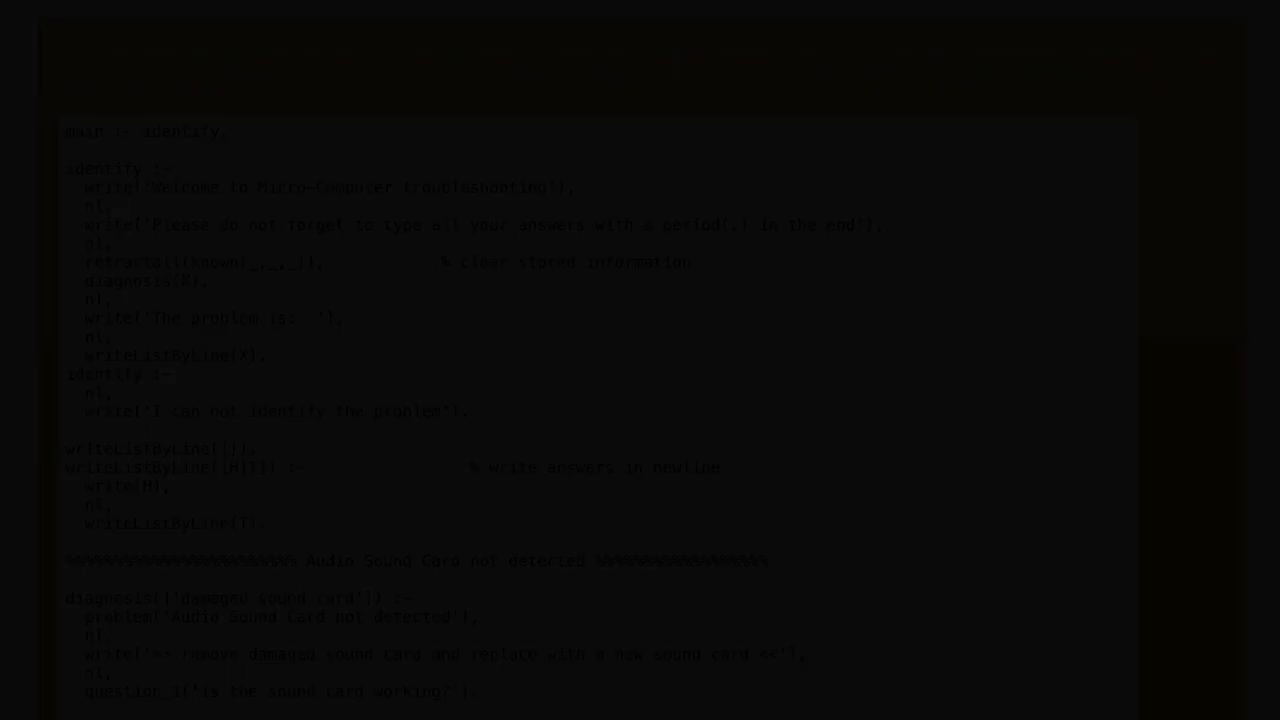 main :- identify.
identify :-
write('Welcome to Micro-Computer troubleshooting'),
nl,
write('Please do not forget to type all your answers with a period(.) in the end'),
nl,
retractall(known(_,_,_)), % clear stored information
diagnosis(X),
nl,
write('The problem is: '),
nl,
writeListByLine(X).
identify :-
nl,
write('I can not identify the problem').
writeListByLine([]).
writeListByLine([H|T]) :- % write answers in newline
write(H),
nl,
writeListByLine(T).
%%%%%%%%%%%%%%%%%%%%%%%% Audio Sound Card not detected %%%%%%%%%%%%%%%%%%
diagnosis(['damaged sound card']) :-
problem('Audio Sound Card not detected'),
nl,
write('>> remove damaged sound card and replace with a new sound card <<'),
nl,
question_1('Is the sound card working?').